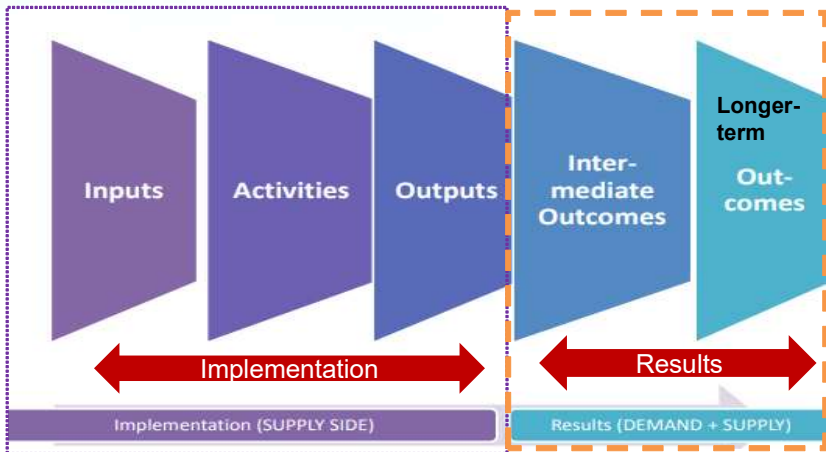 Inputs
Activities
Outputs
Inter-
mediate
Outcomes
Longer-
term
Out-
comes
Implementation
Results
Implementation (SUPPLY SIDE)
Results (DEMAND + SUPPLY)